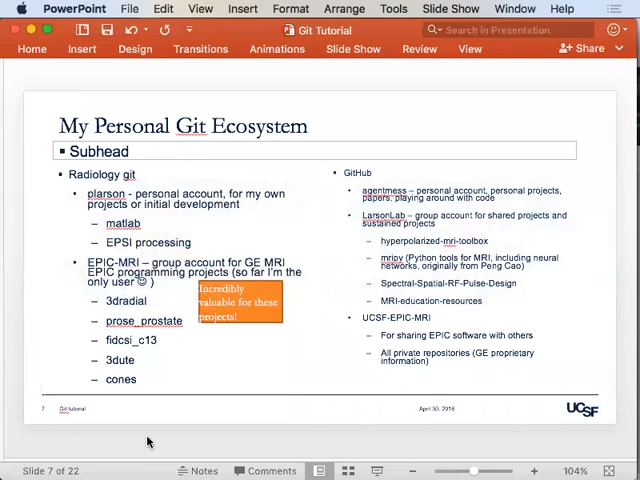 PowerPoint File Edit View Insert Format Arrange Tools Slide Show Window Help
Git Tutorial
Search in Presentation
Home Insert Design Transitions Animations Slide Show Review View Share
My Personal Git Ecosystem
Subhead
Radiology git
plarson - personal account, for my own
projects or initial development
matlab
EPSI processing
EPIC-MRI – group account for GE MRI
EPIC programming projects (so far I'm the
only user☺ )
3dradial
prose_prostate
fidcsi_c13
3dute
cones
Incredibly
valuable for these
projects!
GitHub
agentmess – personal account, personal projects,
papers, playing around with code
LarsonLab – group account for shared projects and
sustained projects
hyperpolarized-mri-toolbox
mripy (Python tools for MRI, including neural
networks, originally from Peng Cao)
Spectral-Spatial-RF-Pulse-Design
MRI-education-resources
UCSF-EPIC-MRI
For sharing EPIC software with others
All private repositories (GE proprietary
information)
7 Git tutorial April 30, 2018 UCSF
Slide 7 of 22 Notes Comments 104%